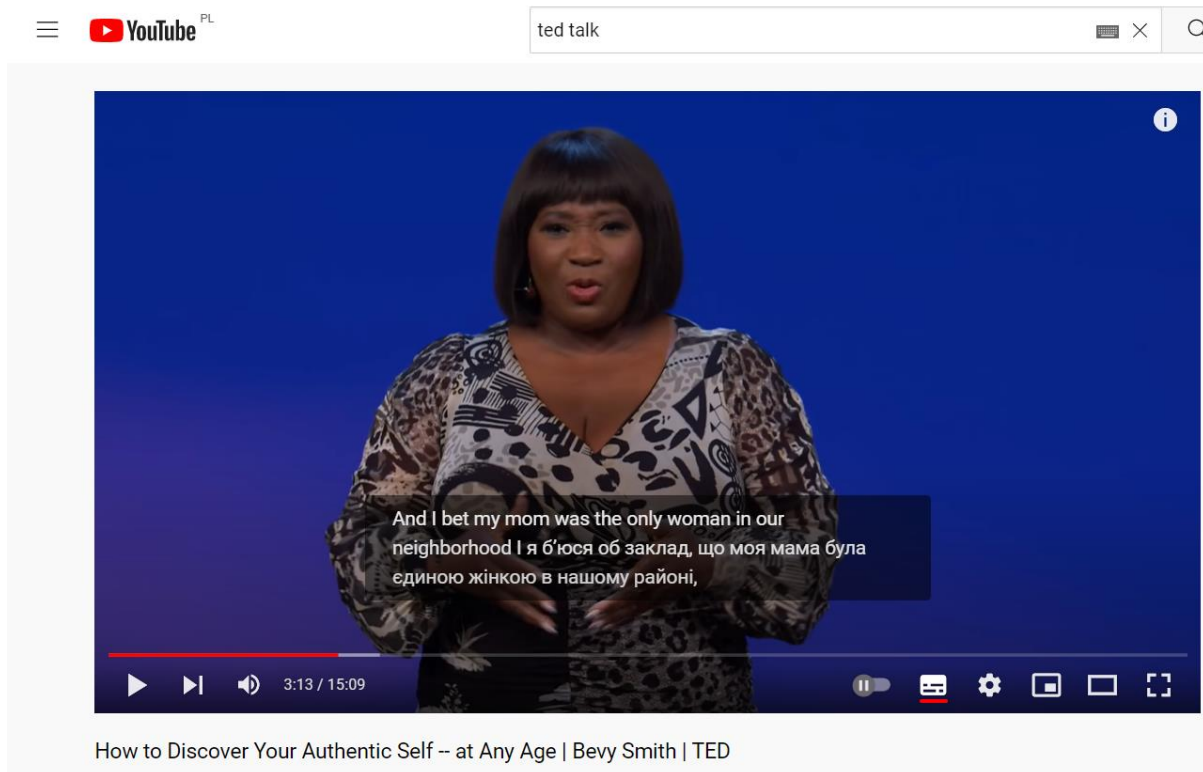 YouTube PL
ted talk
And I bet my mom was the only woman in our
neighborhood І я б’юся об заклад, що моя мама була
єдиною жінкою в нашому районі,
3:13 / 15:09
How to Discover Your Authentic Self -- at Any Age | Bevy Smith | TED